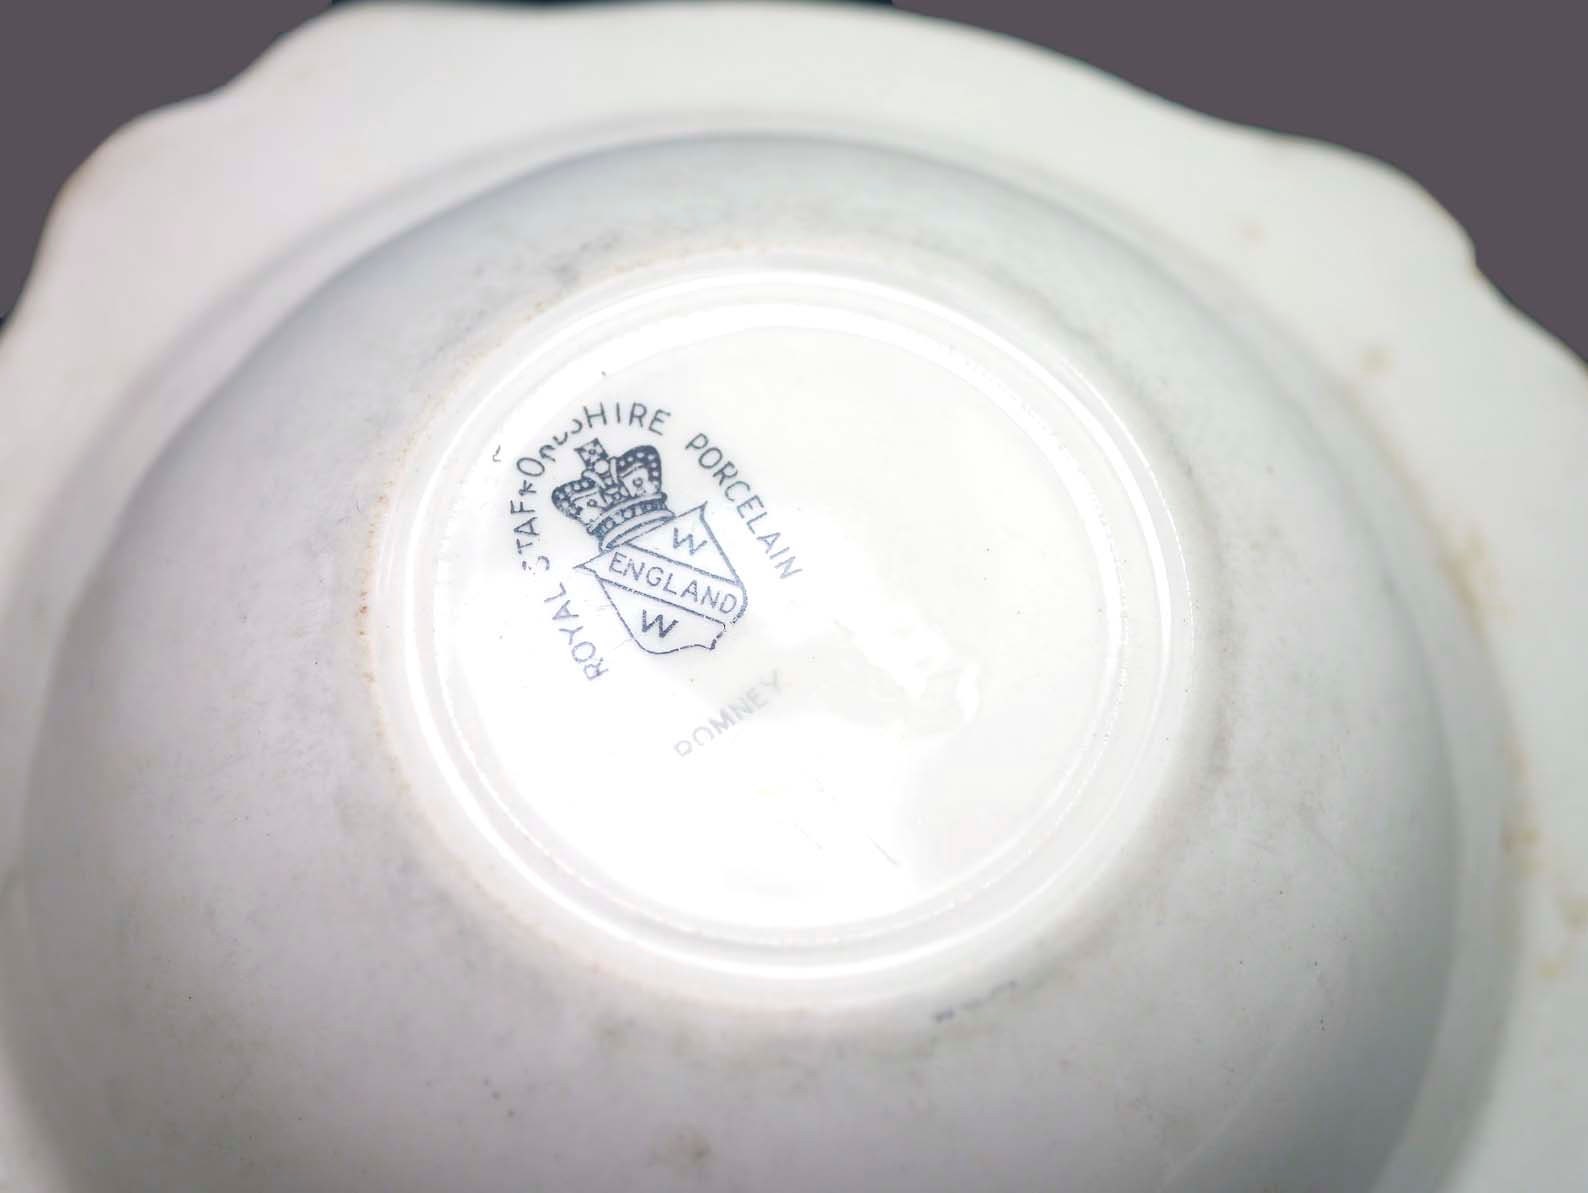 ROYAL STAFFORDSHIRE PORCELAIN
W
ENGLAND
W
ROMNEY